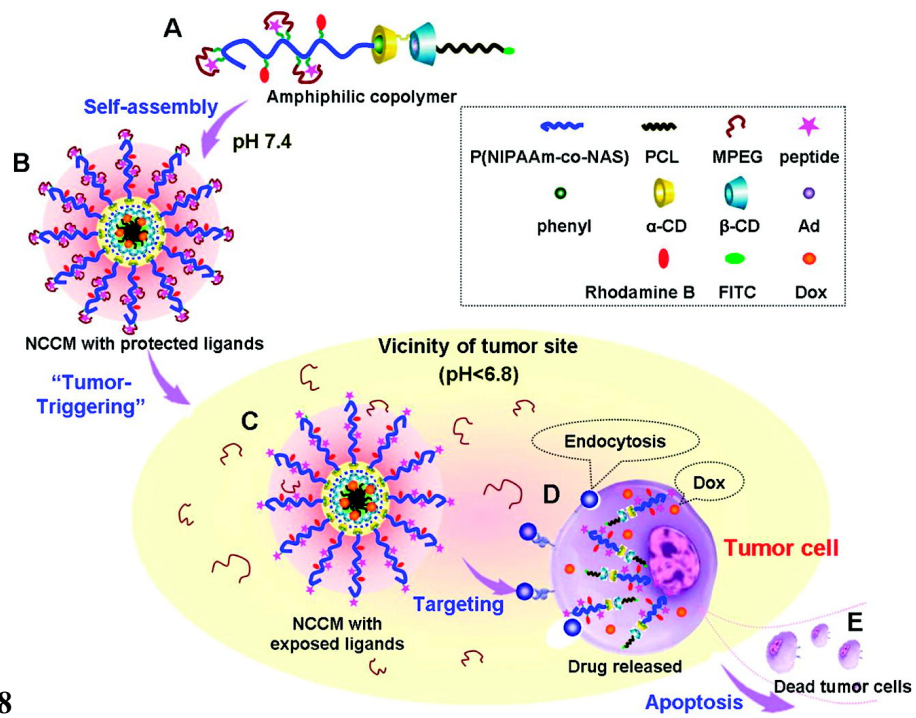 A
Amphiphilic copolymer
Self-assembly
pH 7.4
B
P(NIPAAm-co-NAS) PCL MPEG peptide
phenyl α-CD β-CD Ad
Rhodamine B FITC Dox
NCCM with protected ligands
“Tumor-
Triggering”
Vicinity of tumor site
(pH<6.8)
C
Endocytosis
D
Dox
Tumor cell
Targeting
NCCM with
exposed ligands
Drug released
E
Dead tumor cells
Apoptosis
8